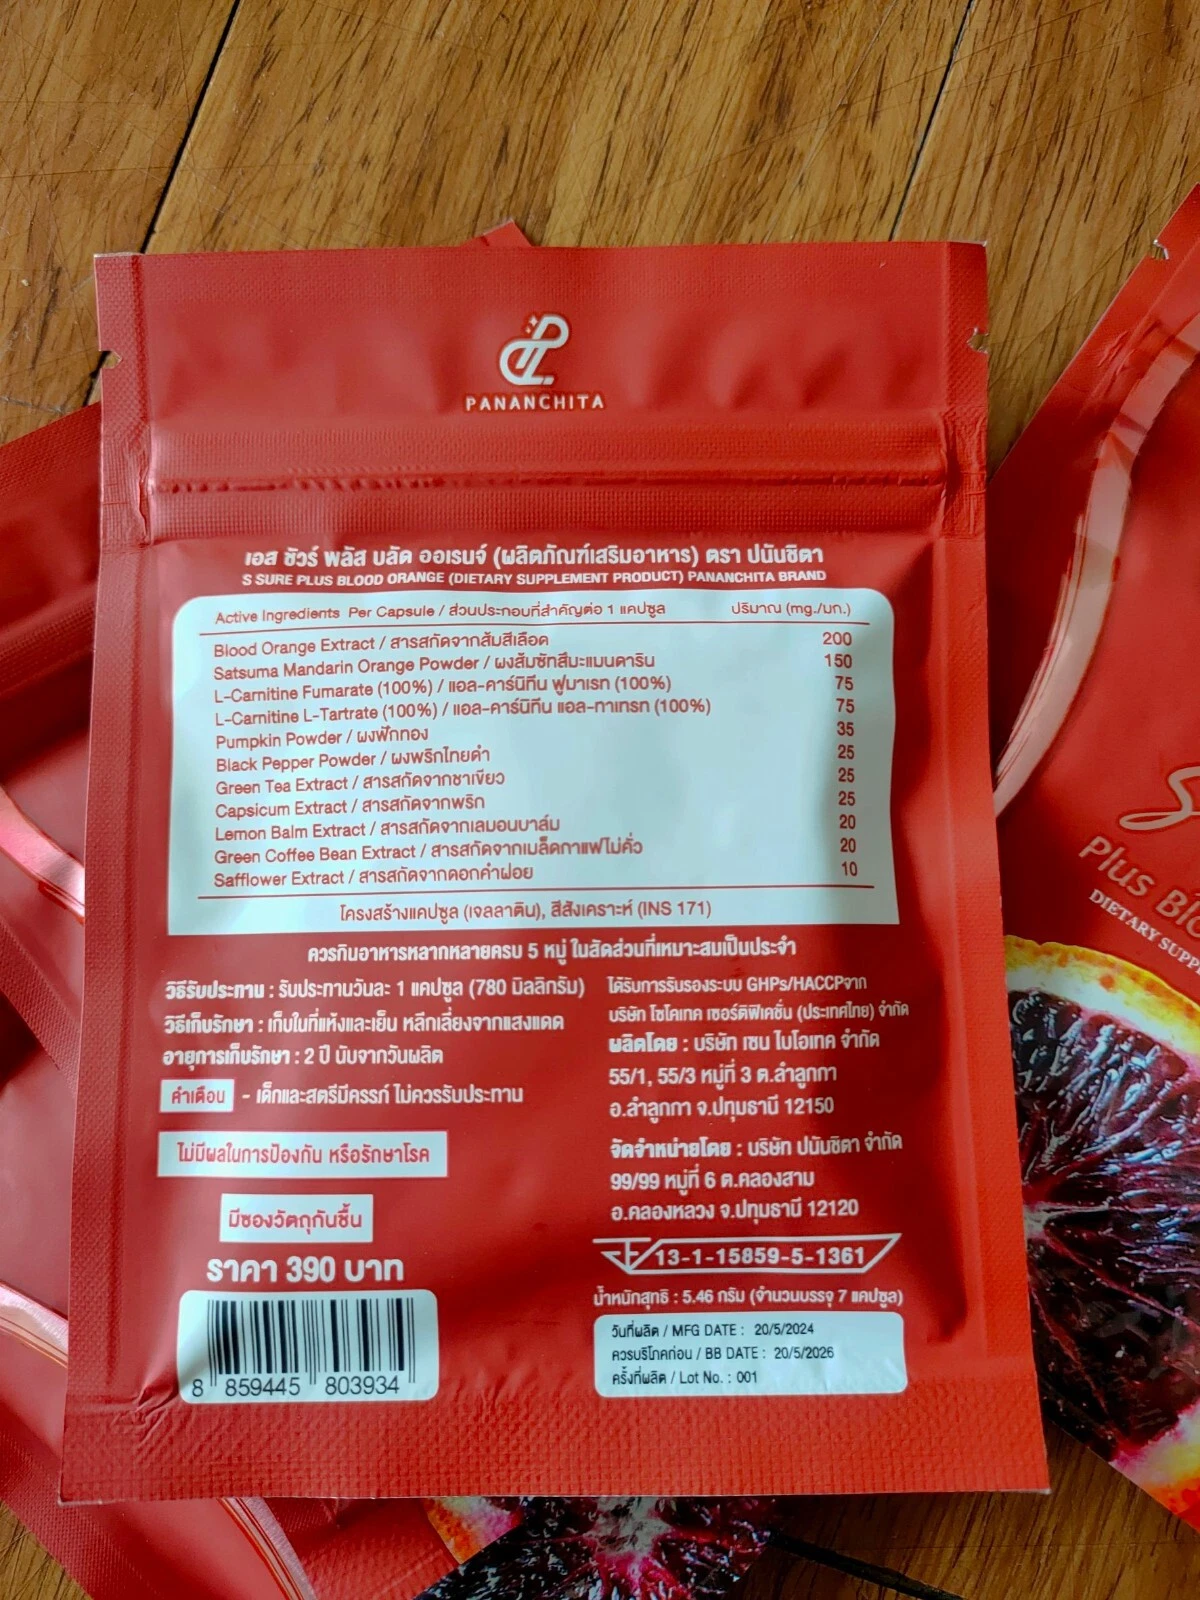 PANANCHITA
เอส ชัวร์ พลัส บลัด ออเรนจ์ (ผลิตภัณฑ์เสริมอาหาร) ตรา ปนันชิตา
S SURE PLUS BLOOD ORANGE (DIETARY SUPPLEMENT PRODUCT) PANANCHITA BRAND
Active Ingredients Per Capsule / ส่วนประกอบที่สำคัญต่อ 1 แคปซูล ปริมาณ (mg./มก.)
Blood Orange Extract / สารสกัดจากส้มสีเลือด 200
Satsuma Mandarin Orange Powder / ผงส้มซัทสึมะแมนดาริน 150
L-Carnitine Fumarate (100%) / แอล-คาร์นิทีน ฟูมาเรท (100%) 75
L-Carnitine L-Tartrate (100%) / แอล-คาร์นิทีน แอล-ทาเทรท (100%) 75
Pumpkin Powder / ผงฟักทอง 35
Black Pepper Powder / ผงพริกไทยดำ 25
Green Tea Extract / สารสกัดจากชาเขียว 25
Capsicum Extract / สารสกัดจากพริก 25
Lemon Balm Extract / สารสกัดจากเลมอนบาล์ม 20
Green Coffee Bean Extract / สารสกัดจากเมล็ดกาแฟไม่คั่ว 20
Safflower Extract / สารสกัดจากดอกคำฝอย 10
โครงสร้างแคปซูล (เจลลาติน), สีสังเคราะห์ (INS 171)
ควรกินอาหารหลากหลายครบ 5 หมู่ ในสัดส่วนที่เหมาะสมเป็นประจำ
วิธีรับประทาน : รับประทานวันละ 1 แคปซูล (780 มิลลิกรัม)
วิธีเก็บรักษา : เก็บในที่แห้งและเย็น หลีกเลี่ยงจากแสงแดด
อายุการเก็บรักษา : 2 ปี นับจากวันผลิต
คำเตือน - เด็กและสตรีมีครรภ์ ไม่ควรรับประทาน
ไม่มีผลในการป้องกัน หรือรักษาโรค
มีซองวัตถุกันชื้น
ราคา 390 บาท
8 859445 803934
ได้รับการรับรองระบบ GHPs/HACCPจาก
บริษัท โซโคเทค เซอร์ติฟิเคชั่น (ประเทศไทย) จำกัด
ผลิตโดย : บริษัท เซน ไบโอเทค จำกัด
55/1, 55/3 หมู่ที่ 3 ต.ลำลูกกา
อ.ลำลูกกา จ.ปทุมธานี 12150
จัดจำหน่ายโดย : บริษัท ปนันชิตา จำกัด
99/99 หมู่ที่ 6 ต.คลองสาม
อ.คลองหลวง จ.ปทุมธานี 12120
13-1-15859-5-1361
น้ำหนักสุทธิ : 5.46 กรัม (จำนวนบรรจุ 7 แคปซูล)
วันที่ผลิต / MFG DATE : 20/5/2024
ควรบริโภคก่อน / BB DATE : 20/5/2026
ครั้งที่ผลิต / Lot No. : 001
Plus
DIETARY